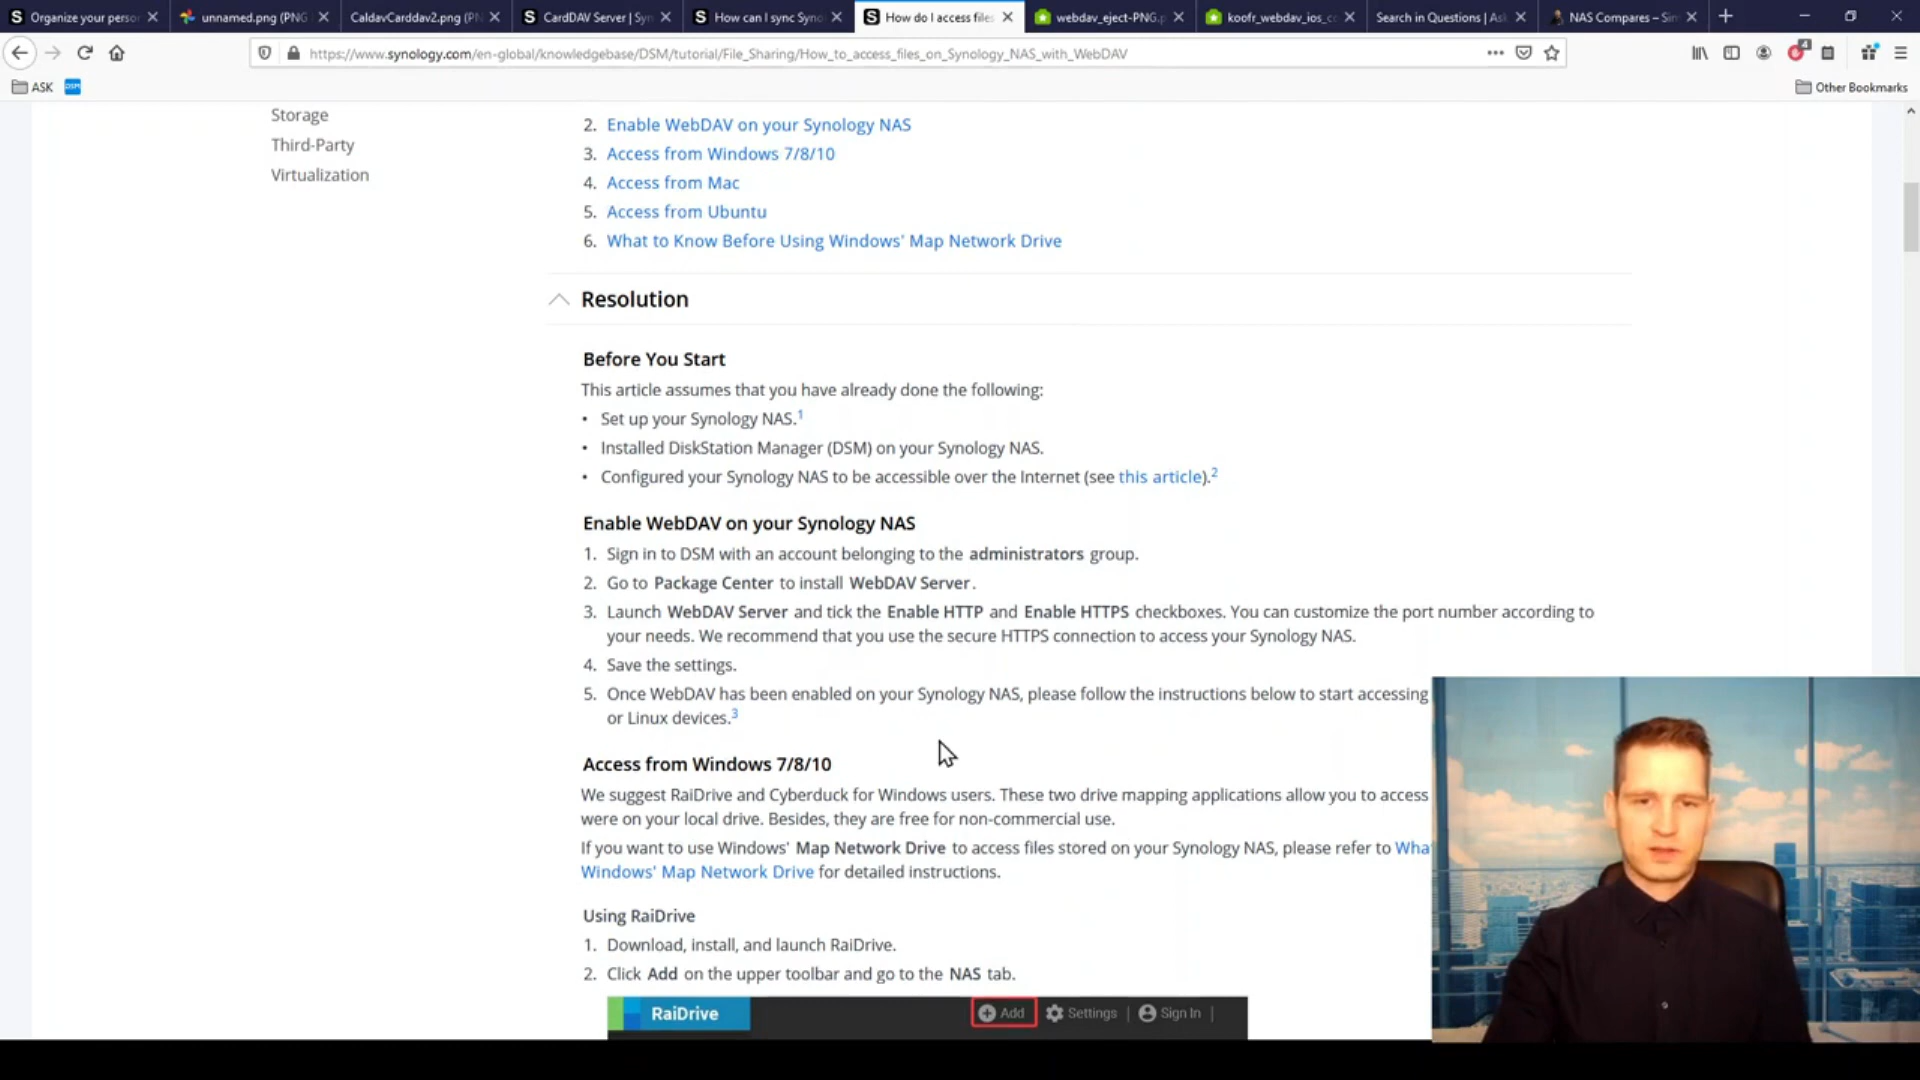 Organize your person
unnamed.png (PNG
CaldavCarddav2.png (PN
CardDAV Server | Syn
How can I sync Syno
How do I access files
webdav_eject-PNG.p
koofr_webdav_ios_co
Search in Questions | Ask
NAS Compares – Sim
https://www.synology.com/en-global/knowledgebase/DSM/tutorial/File_Sharing/How_to_access_files_on_Synology_NAS_with_WebDAV
4
ASK
DSM
Other Bookmarks
Storage
Third-Party
Virtualization
2. Enable WebDAV on your Synology NAS
3. Access from Windows 7/8/10
4. Access from Mac
5. Access from Ubuntu
6. What to Know Before Using Windows' Map Network Drive
Resolution
Before You Start
This article assumes that you have already done the following:
• Set up your Synology NAS.1
• Installed DiskStation Manager (DSM) on your Synology NAS.
• Configured your Synology NAS to be accessible over the Internet (see this article).2
Enable WebDAV on your Synology NAS
1. Sign in to DSM with an account belonging to the administrators group.
2. Go to Package Center to install WebDAV Server.
3. Launch WebDAV Server and tick the Enable HTTP and Enable HTTPS checkboxes. You can customize the port number according to
your needs. We recommend that you use the secure HTTPS connection to access your Synology NAS.
4. Save the settings.
5. Once WebDAV has been enabled on your Synology NAS, please follow the instructions below to start accessing
or Linux devices.3
Access from Windows 7/8/10
We suggest RaiDrive and Cyberduck for Windows users. These two drive mapping applications allow you to access
were on your local drive. Besides, they are free for non-commercial use.
If you want to use Windows' Map Network Drive to access files stored on your Synology NAS, please refer to Wha
Windows' Map Network Drive for detailed instructions.
Using RaiDrive
1. Download, install, and launch RaiDrive.
2. Click Add on the upper toolbar and go to the NAS tab.
RaiDrive
Add
Settings |
Sign In |